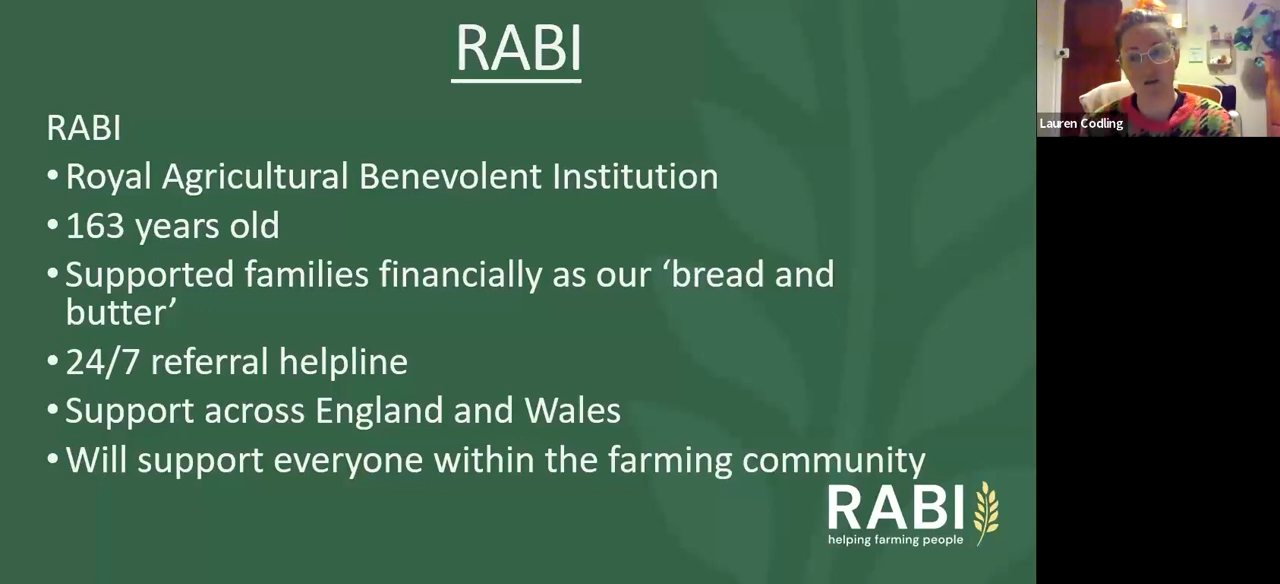 RABI
RABI
• Royal Agricultural Benevolent Institution
• 163 years old
• Supported families financially as our ‘bread and
butter’
• 24/7 referral helpline
• Support across England and Wales
• Will support everyone within the farming community
RABI
helping farming people
Lauren Codling